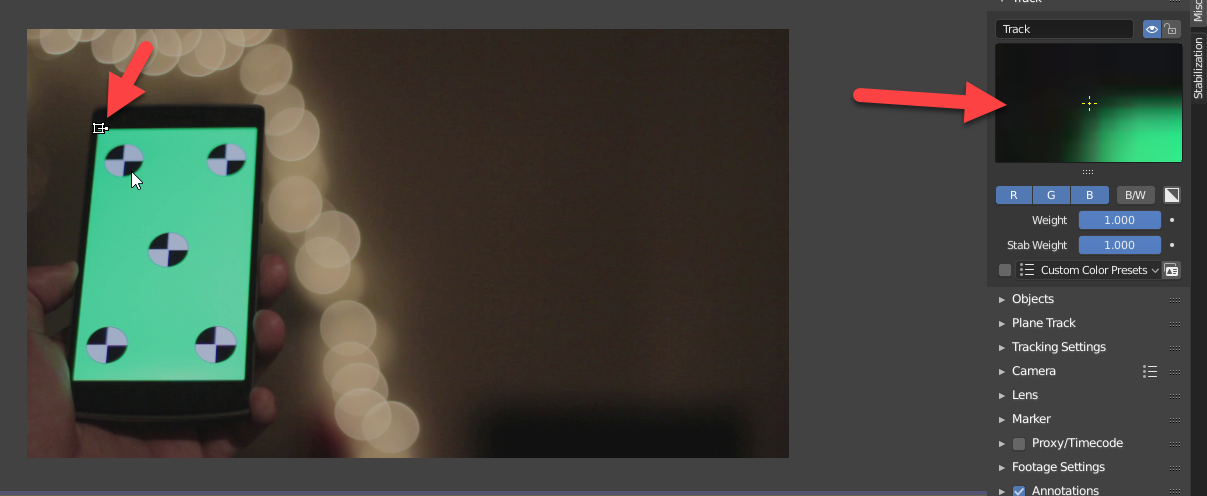 Track
Misc
Track
Stabilization
R G B B/W
Weight 1.000
Stab Weight 1.000
Custom Color Presets
Objects
Plane Track
Tracking Settings
Camera
Lens
Marker
Proxy/Timecode
Footage Settings
Annotations